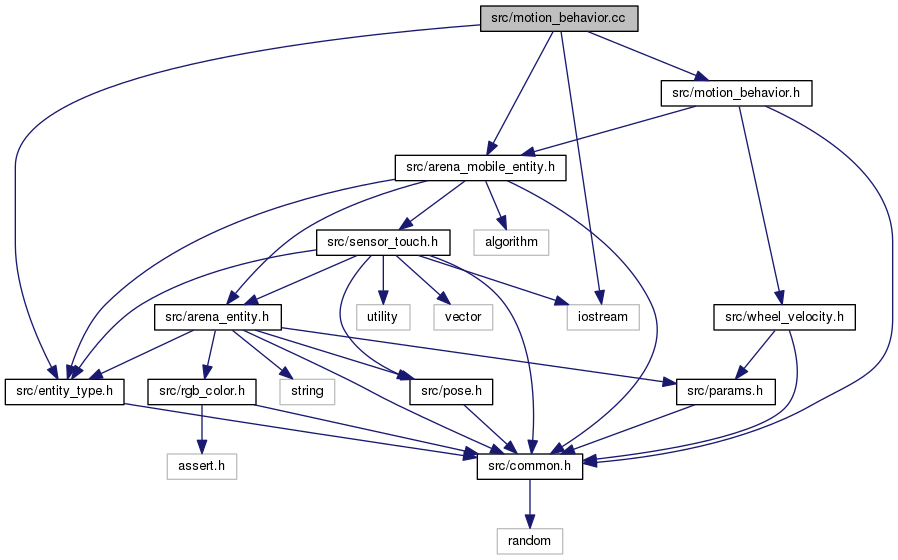 src/motion_behavior.cc
src/motion_behavior.h
src/arena_mobile_entity.h
src/sensor_touch.h
algorithm
src/arena_entity.h
utility
vector
iostream
src/wheel_velocity.h
src/entity_type.h
src/rgb_color.h
string
src/pose.h
src/params.h
assert.h
src/common.h
random